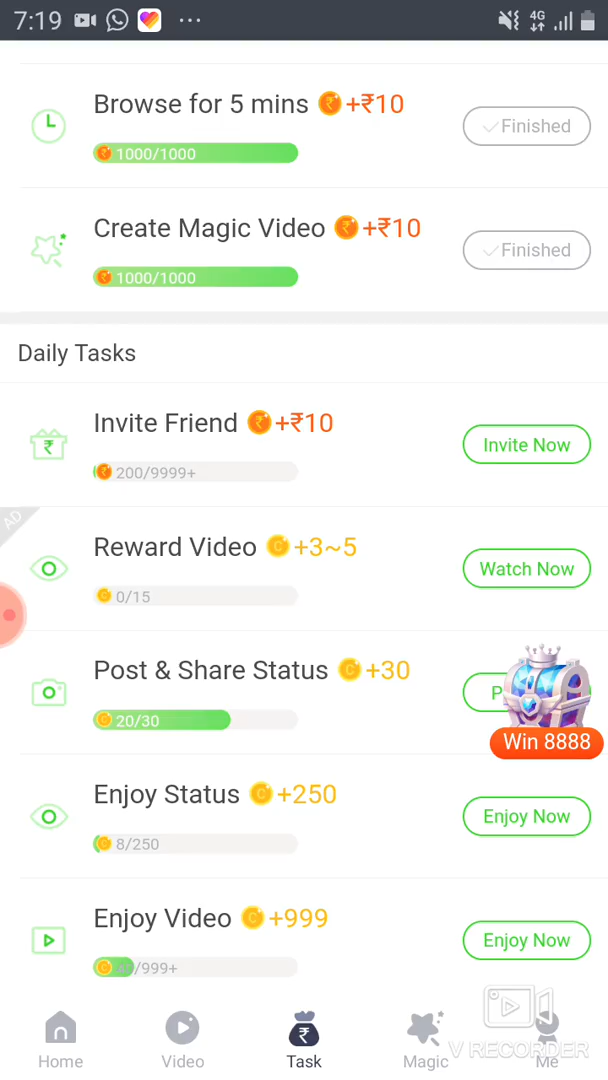 7:19
4G
Browse for 5 mins +₹10
1000/1000
Finished
Create Magic Video +₹10
1000/1000
Finished
Daily Tasks
Invite Friend +₹10
200/9999+
Invite Now
AD
Reward Video +3~5
0/15
Watch Now
Post & Share Status +30
20/30
P
Win 8888
Enjoy Status +250
8/250
Enjoy Now
Enjoy Video +999
/999+
Enjoy Now
Home
Video
Task
Magic
Me
V RECORDER